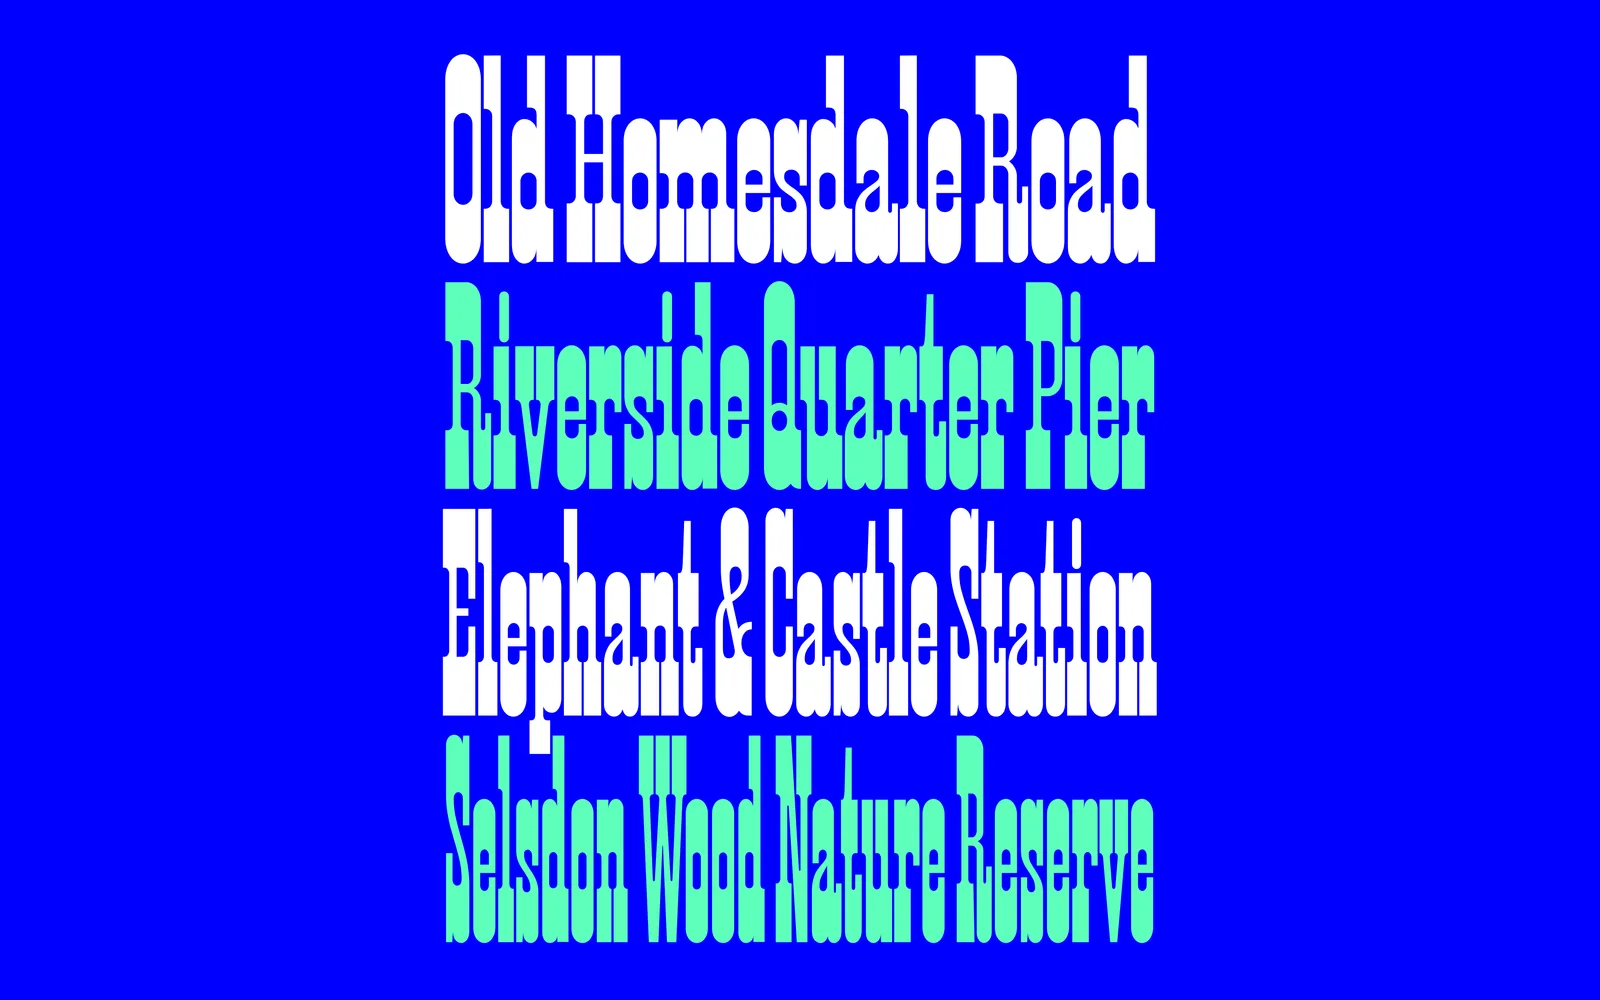 Old Homesdale Road
Riverside Quarter Pier
Elephant & Castle Station
Selsdon Wood Nature Reserve